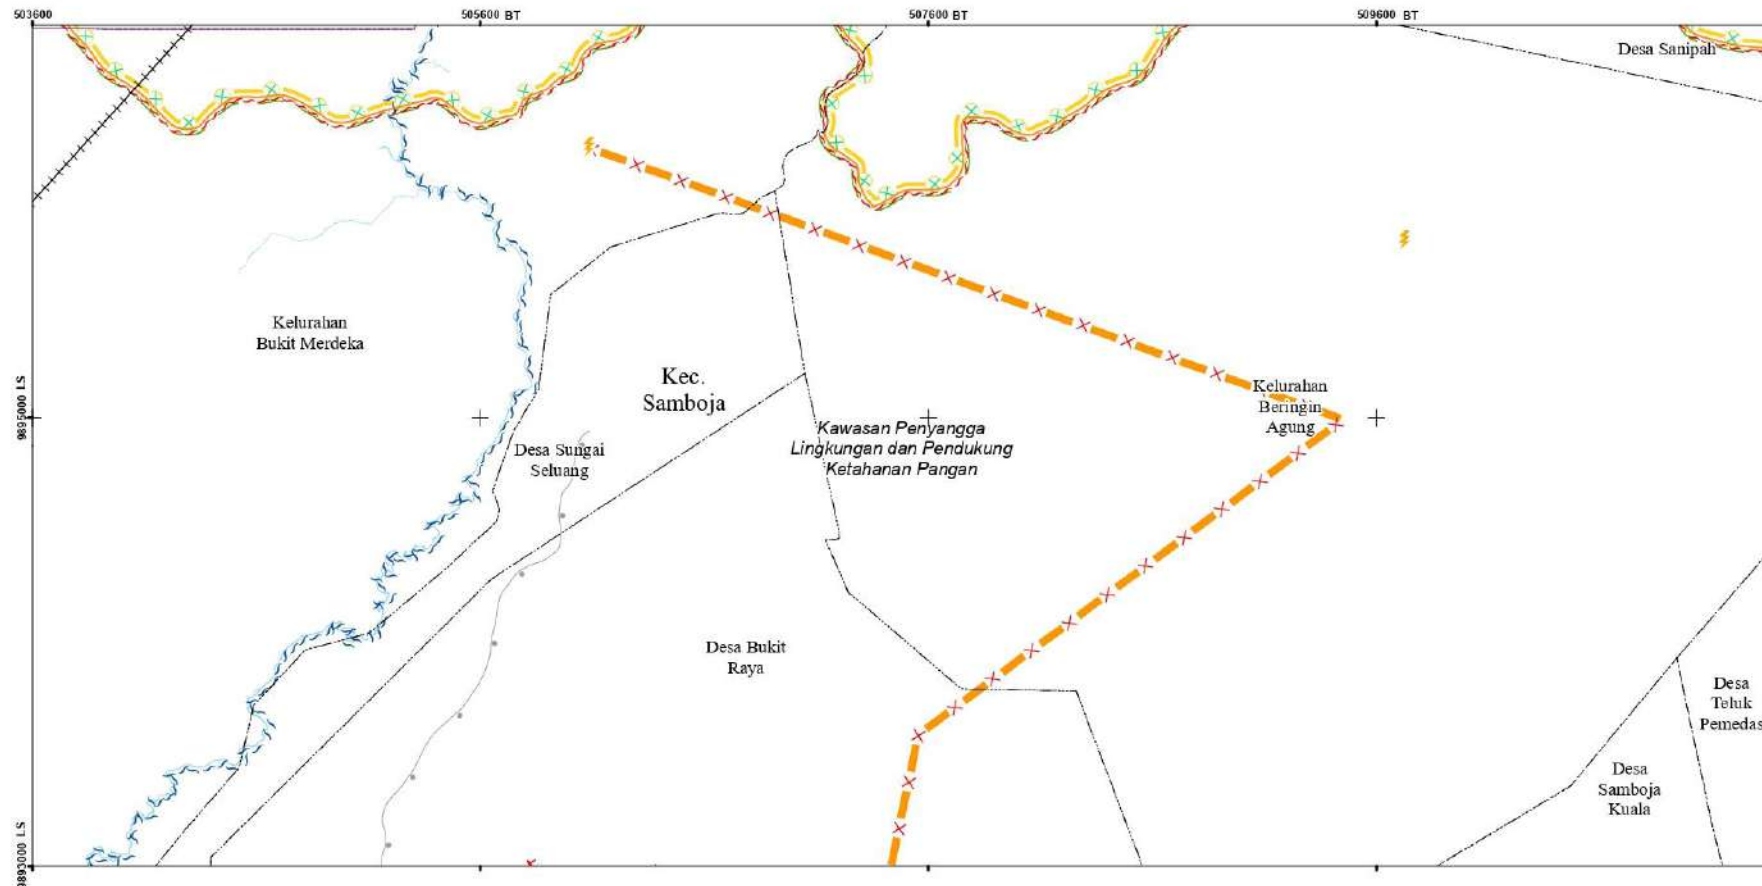 503600
505600 BT
507600 BT
509600 BT
Desa Sanipah
Kelurahan
Bukit Merdeka
Kec.
Samboja
Kelurahan
Beringin
Agung
9895000 LS
Kawasan Penyangga
Lingkungan dan Pendukung
Ketahanan Pangan
Desa Sungai
Seluang
Desa Bukit
Raya
Desa
Teluk
Pemedas
Desa
Samboja
Kuala
9893000 LS